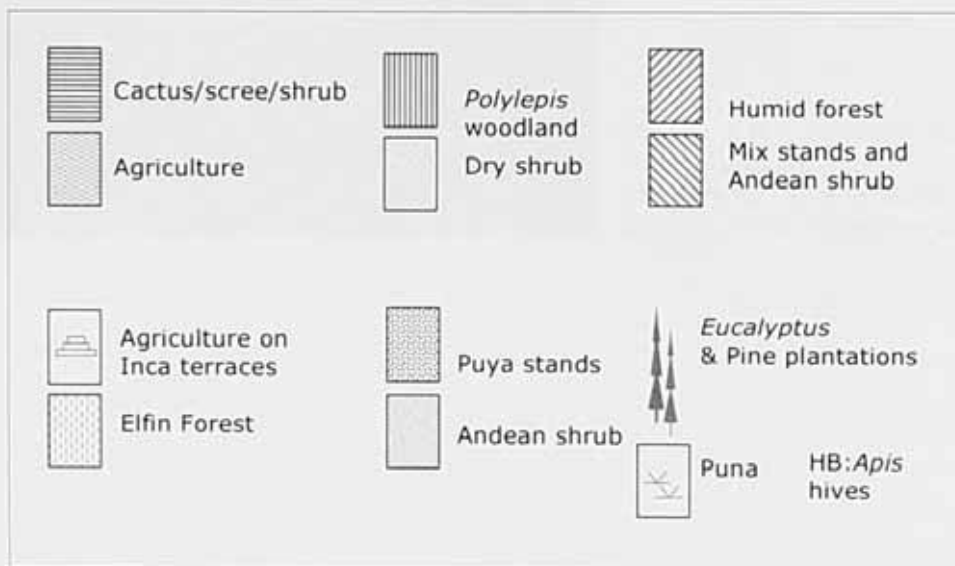 Cactus/scree/shrub
Agriculture
Polylepis
woodland
Dry shrub
Humid forest
Mix stands and
Andean shrub
Agriculture on
Inca terraces
Elfin Forest
Puya stands
Andean shrub
Eucalyptus
& Pine plantations
Puna
HB:Apis
hives